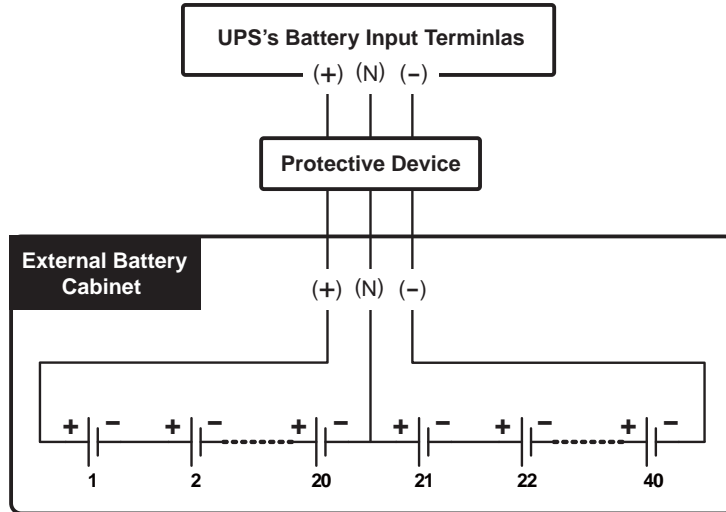 UPS’s Battery Input Terminlas
(+) (N) (−)
Protective Device
External Battery
Cabinet
(+) (N) (−)
+ − + − + − + − + − + −
1 2 20 21 22 40